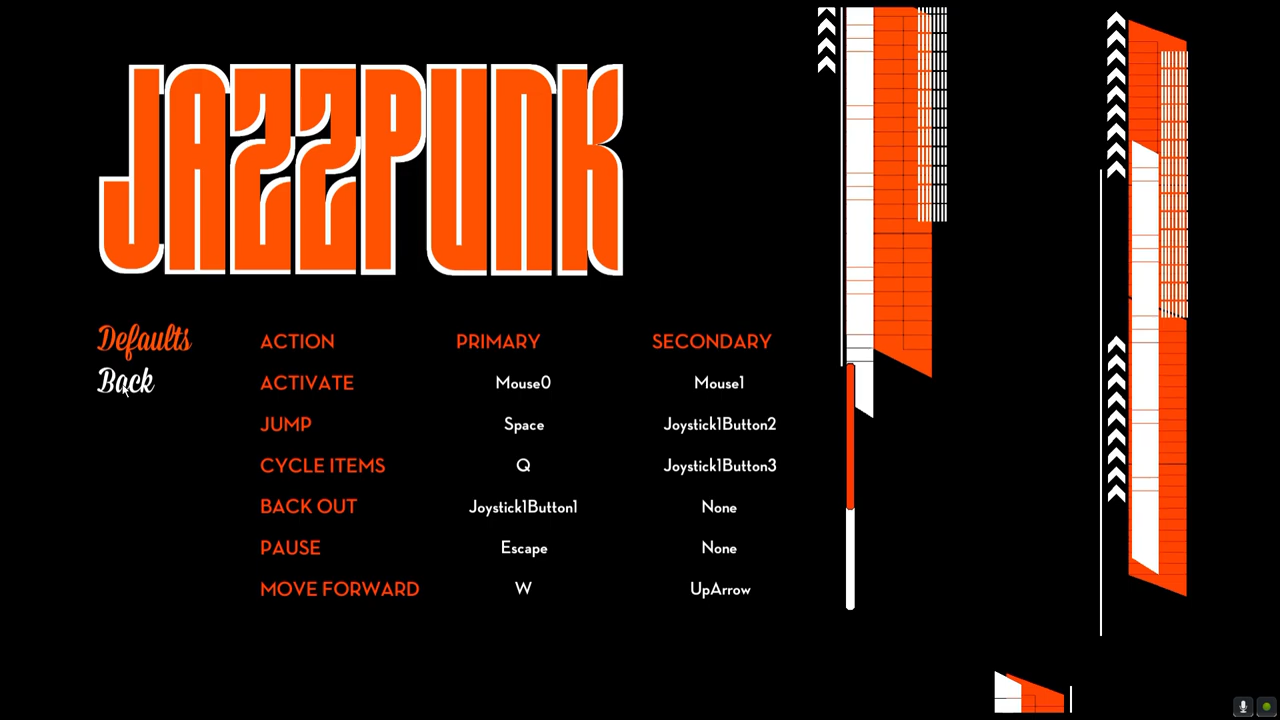 JAZZPUNK
Defaults
Back
ACTION PRIMARY SECONDARY
ACTIVATE Mouse0 Mouse1
JUMP Space Joystick1Button2
CYCLE ITEMS Q Joystick1Button3
BACK OUT Joystick1Button1 None
PAUSE Escape None
MOVE FORWARD W UpArrow